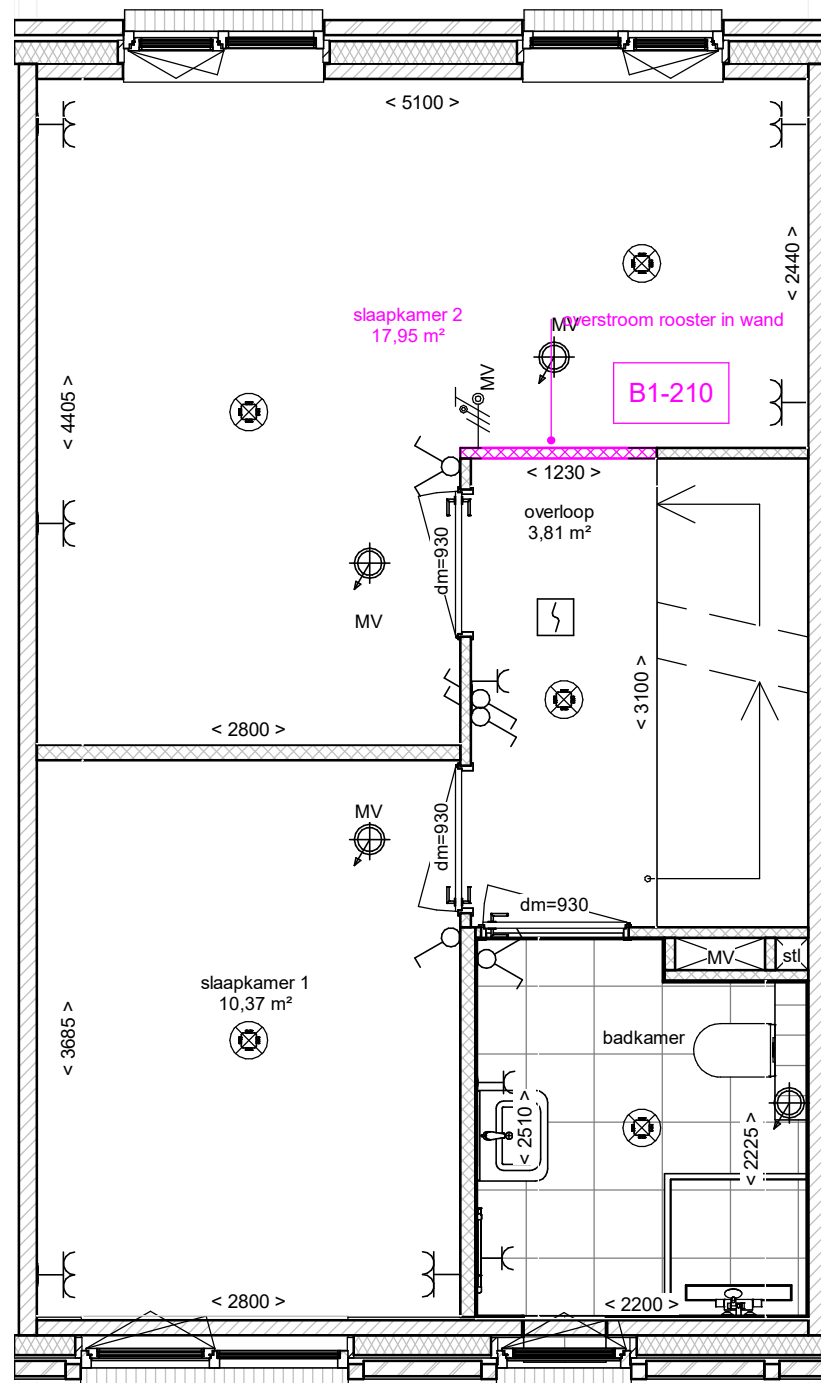 < 5100 >
< 2440 >
slaapkamer 2
17,95 m²
MV
overstroom rooster in wand
MV
B1-210
< 4405 >
< 1230 >
overloop
3,81 m²
dm=930
MV
< 3100 >
< 2800 >
MV
dm=930
dm=930
MV
stl
slaapkamer 1
10,37 m²
< 3685 >
badkamer
< 2510 >
< 2225 >
< 2800 >
< 2200 >